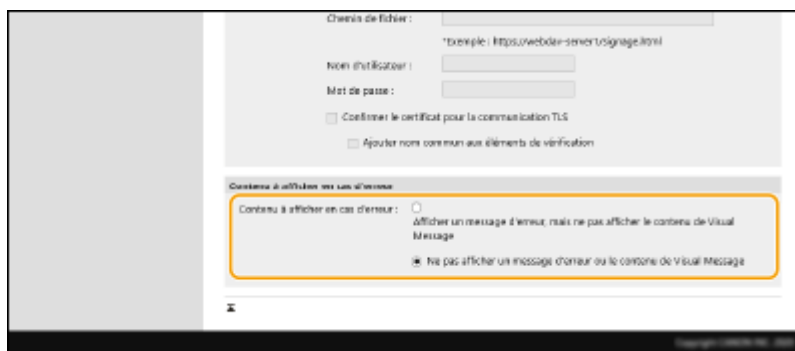 Chemin de fichier :
*Exemple : https://webdav-server1/signage.html
Nom d'utilisateur :
Mot de passe :
Confirmer le certificat pour la communication TLS
Ajouter nom commun aux éléments de vérification
Contenu à afficher en cas d'erreur
Contenu à afficher en cas d'erreur :
Afficher un message d'erreur, mais ne pas afficher le contenu de Visual
Message
Ne pas afficher un message d'erreur ou le contenu de Visual Message
Copyright CANON INC.